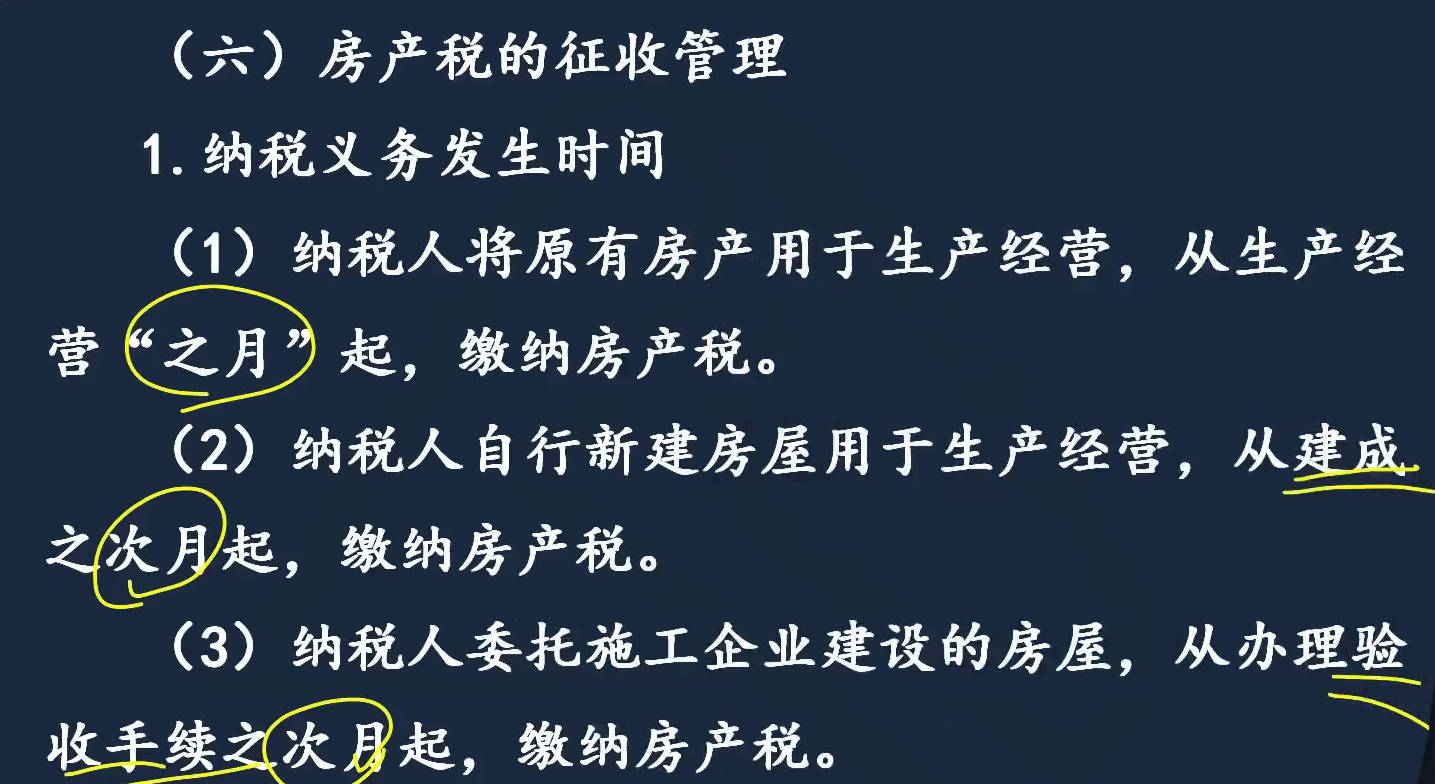 （六）房产税的征收管理
1.纳税义务发生时间
（1）纳税人将原有房产用于生产经营，从生产经
营“之月”起，缴纳房产税。
（2）纳税人自行新建房屋用于生产经营，从建成
之次月起，缴纳房产税。
（3）纳税人委托施工企业建设的房屋，从办理验
收手续之次月起，缴纳房产税。